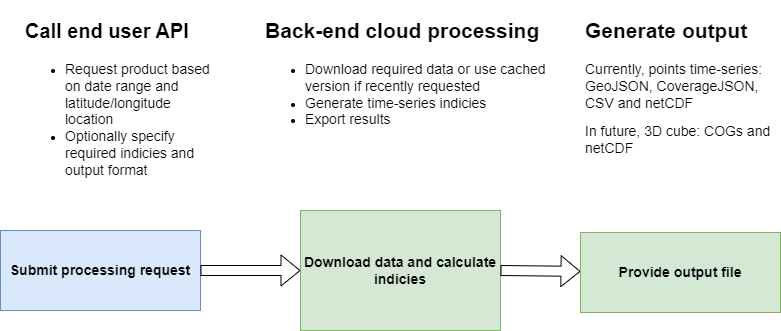 Call end user API
Request product based
on date range and
latitude/longitude
location
Optionally specify
required indicies and
output format
Back-end cloud processing
Download required data or use cached
version if recently requested
Generate time-series indicies
Export results
Generate output
Currently, points time-series:
GeoJSON, CoverageJSON,
CSV and netCDF
In future, 3D cube: COGs and
netCDF
Submit processing request
Download data and calculate
indicies
Provide output file